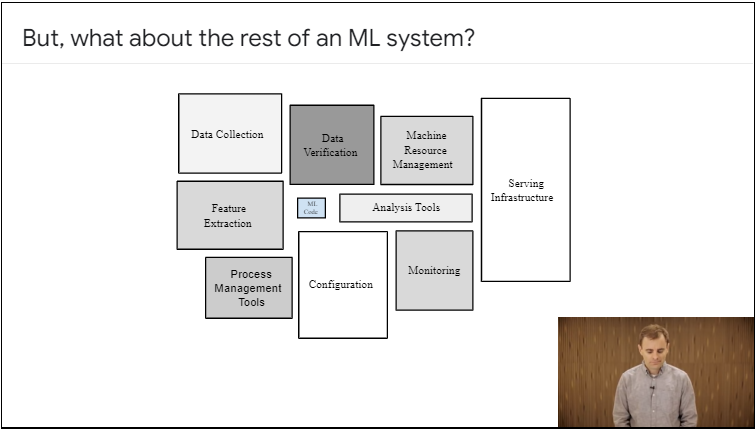 But, what about the rest of an ML system?
Data Collection
Data
Verification
Machine
Resource
Management
Serving
Infrastructure
Feature
Extraction
ML
Code
Analysis Tools
Process
Management
Tools
Configuration
Monitoring